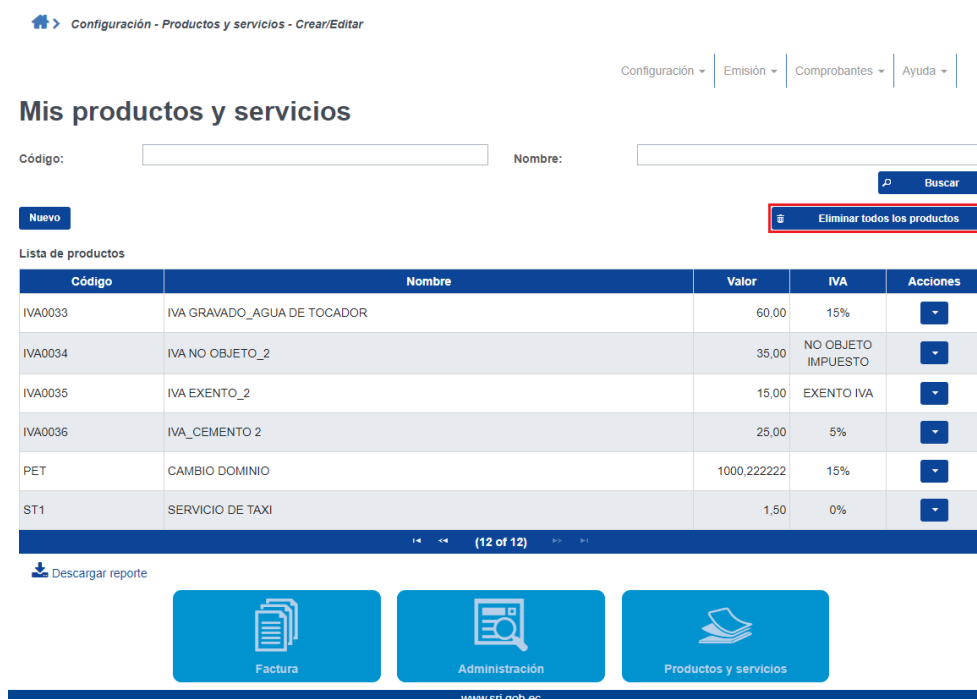 Configuración - Productos y servicios - Crear/Editar
Configuración Emisión Comprobantes Ayuda
Mis productos y servicios
Código: Nombre:
Buscar
Nuevo Eliminar todos los productos
Lista de productos
Código Nombre Valor IVA Acciones
IVA0033 IVA GRAVADO_AGUA DE TOCADOR 60,00 15%
IVA0034 IVA NO OBJETO_2 35,00 NO OBJETO
IMPUESTO
IVA0035 IVA EXENTO_2 15,00 EXENTO IVA
IVA0036 IVA_CEMENTO 2 25,00 5%
PET CAMBIO DOMINIO 1000,222222 15%
ST1 SERVICIO DE TAXI 1,50 0%
(12 of 12)
Descargar reporte
Factura Administración Productos y servicios
www.sri.gob.ec